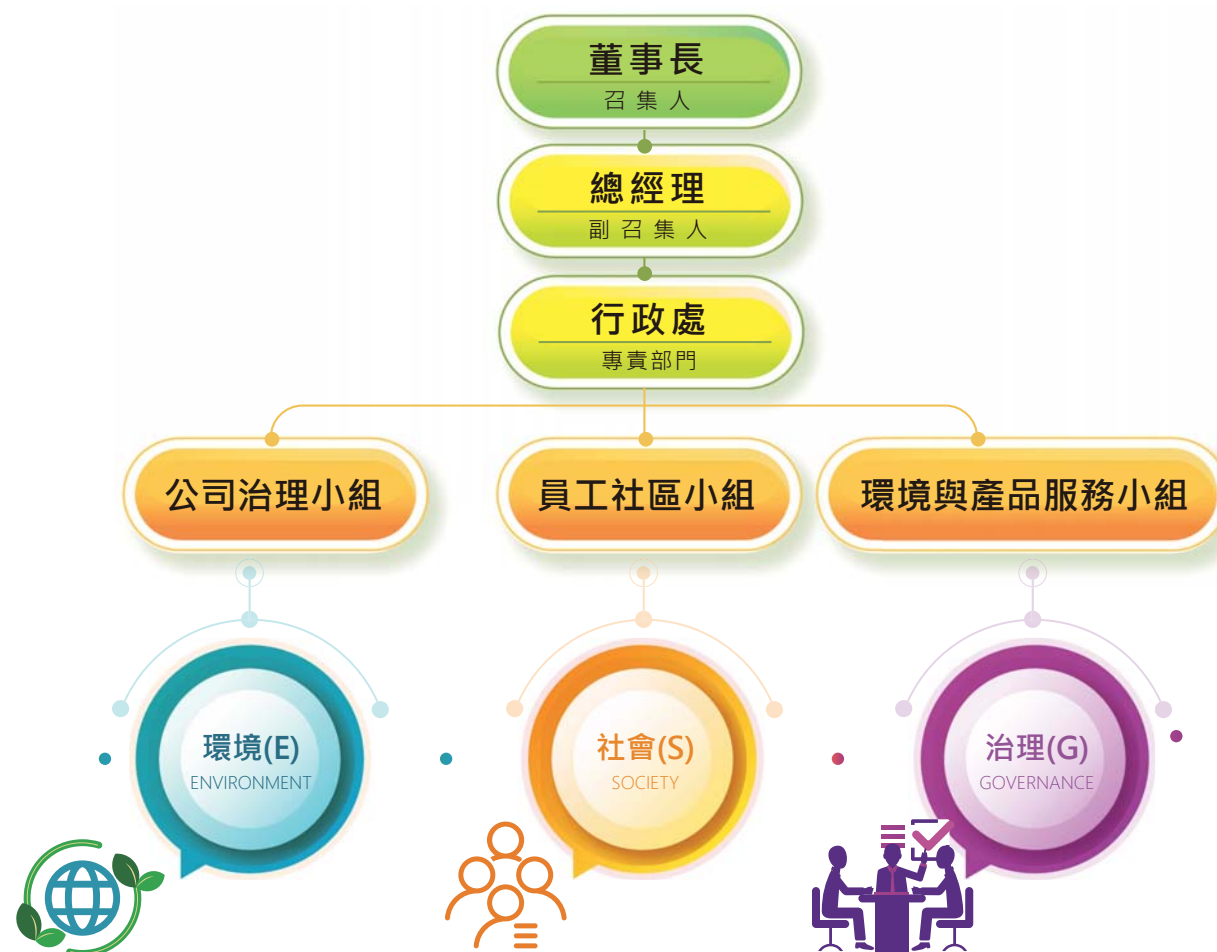 董事長
召集人
總經理
副召集人
行政處
專責部門
公司治理小組
員工社區小組
環境與產品服務小組
環境(E)
ENVIRONMENT
社會(S)
SOCIETY
治理(G)
GOVERNANCE